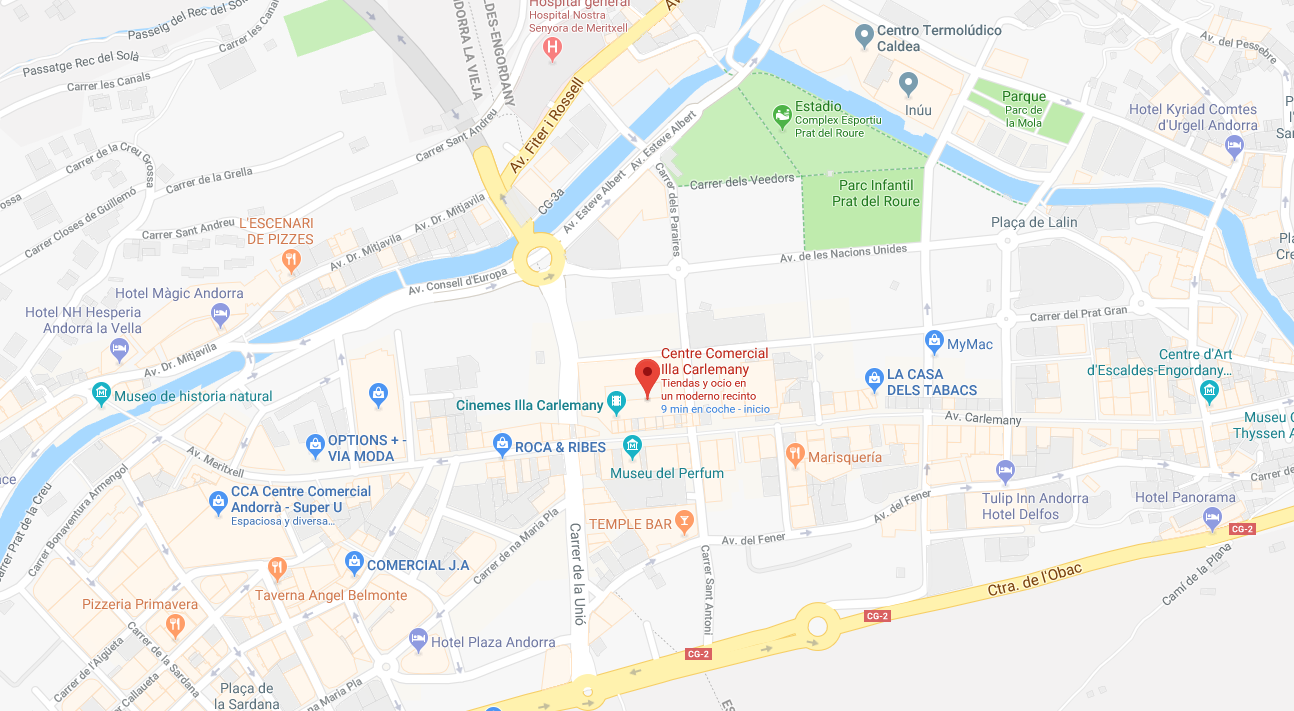 Hospital general
Hospital Nostra
Senyora de Meritxell
ANDORRA LA VIEJA
Passeig del Rec del Sola
Carrer les Canals
Passatge Rec del Solà
Carrer les Canals
Av. Fiter i Rossell
Centro Termolúdico
Caldea
Inúu
Av. del Pessebre
Parque
Parc de
la Mola
Hotel Kyriad Comtes
d'Urgell Andorra
Estadio
Complex Esportiu
Prat del Roure
Carrer Sant Andreu
Av. Esteve Albert
Carrer de la Creu Grossa
Carrer de la Grella
Carrer Closes de Guillemó
Carrer dels Veedors
Carrer dels Paraires
Parc Infantil
Prat del Roure
CG-3a
Av. Esteve Albert
Av. Dr. Mitjavila
Carrer Sant Andreu
L'ESCENARI
DE PIZZES
Av. Dr. Mitjavila
Plaça de Lalin
Av. de les Nacions Unides
Av. Consell d'Europa
Hotel Màgic Andorra
Hotel NH Hesperia
Andorra la Vella
Carrer del Prat Gran
Av. Dr. Mitjavila
MyMac
Centre Comercial
Illa Carlemany
Tiendas y ocio en
un moderno recinto
9 min en coche - inicio
Centre d'Art
d'Escaldes-Engordany...
LA CASA
DELS TABACS
Museo de historia natural
Cinemes Illa Carlemany
Av. Carlemany
Museu
Thyssen
OPTIONS + -
VIA MODA
ROCA & RIBES
Av. Meritxell
Museu del Perfum
Marisquería
Carrer Bonaventura Armengol
Carrer Prat de la Creu
CCA Centre Comercial
Andorrà - Super U
Espaciosa y diversa...
Tulip Inn Andorra
Hotel Delfos
Hotel Panorama
Av. del Fener
TEMPLE BAR
CG-2
Av. del Fener
Carrer de na Maria Pla
Carrer de la Unió
Carrer Sant Antoni
COMERCIAL J.A
Taverna Angel Belmonte
Ctra. de l'Obac
Camí de la Plana
Pizzeria Primavera
CG-2
Carrer de la Sardana
Hotel Plaza Andorra
CG-2
Carrer de l'Aigüeta
Carrer Callaueta
Plaça de
la Sardana
na Maria Pla